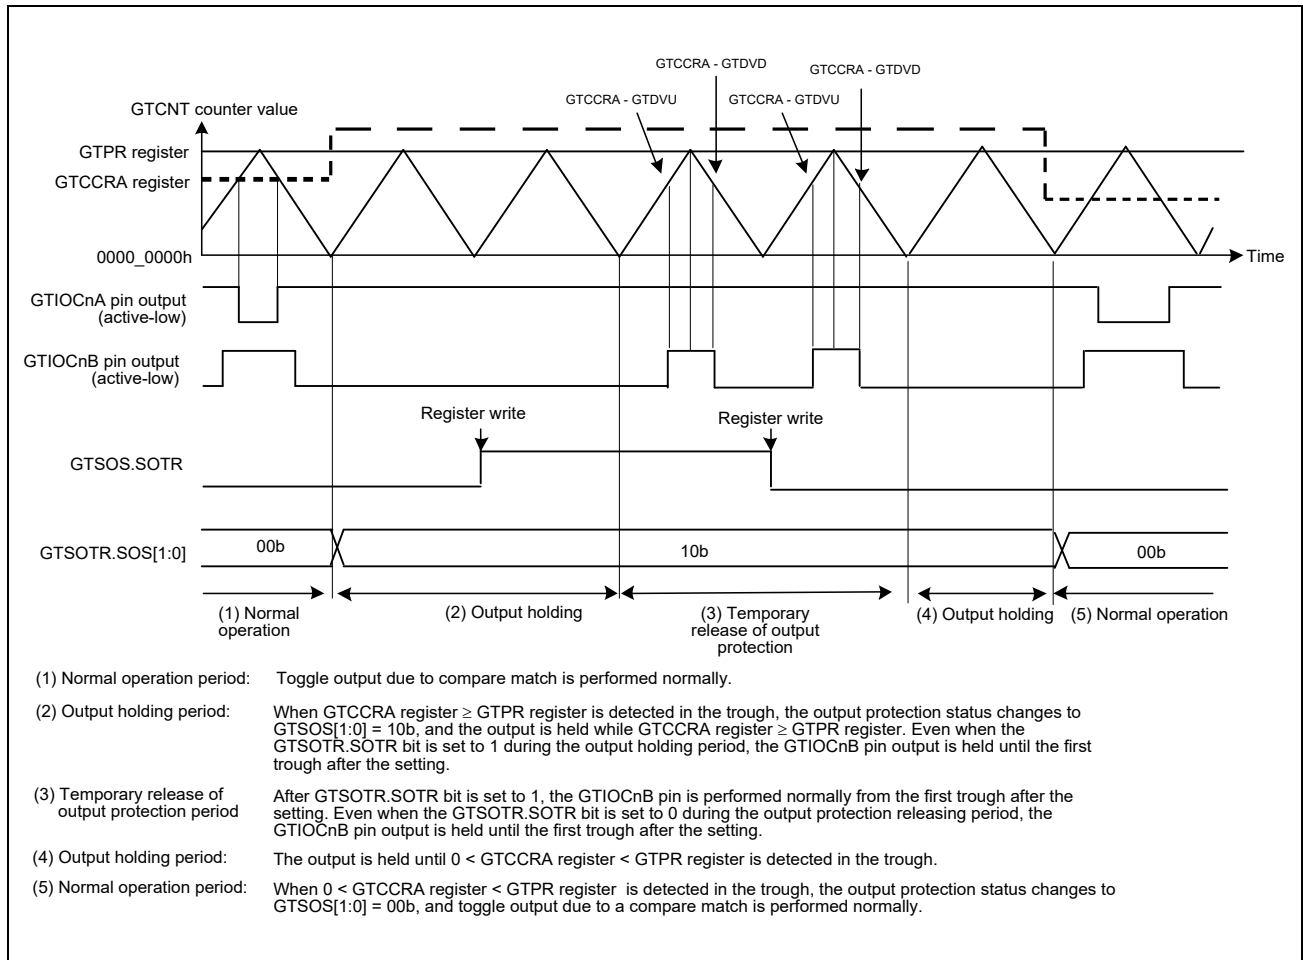 GTCCRA - GTDVD
GTCCRA - GTDVD
GTCCRA - GTDVU
GTCCRA - GTDVU
GTCNT counter value
GTPR register
GTCCRA register
0000_0000h
Time
GTIOCnA pin output
(active-low)
GTIOCnB pin output
(active-low)
Register write
Register write
GTSOS.SOTR
GTSOTR.SOS[1:0]
00b
10b
00b
(1) Normal
operation
(2) Output holding
(3) Temporary
release of output
protection
(4) Output holding
(5) Normal operation
(1) Normal operation period: Toggle output due to compare match is performed normally.
(2) Output holding period: When GTCCRA register ≥ GTPR register is detected in the trough, the output protection status changes to
GTSOS[1:0] = 10b, and the output is held while GTCCRA register ≥ GTPR register. Even when the
GTSOTR.SOTR bit is set to 1 during the output holding period, the GTIOCnB pin output is held until the first
trough after the setting.
(3) Temporary release of
output protection period
After GTSOTR.SOTR bit is set to 1, the GTIOCnB pin is performed normally from the first trough after the
setting. Even when the GTSOTR.SOTR bit is set to 0 during the output protection releasing period, the
GTIOCnB pin output is held until the first trough after the setting.
(4) Output holding period: The output is held until 0 < GTCCRA register < GTPR register is detected in the trough.
(5) Normal operation period: When 0 < GTCCRA register < GTPR register is detected in the trough, the output protection status changes to
GTSOS[1:0] = 00b, and toggle output due to a compare match is performed normally.